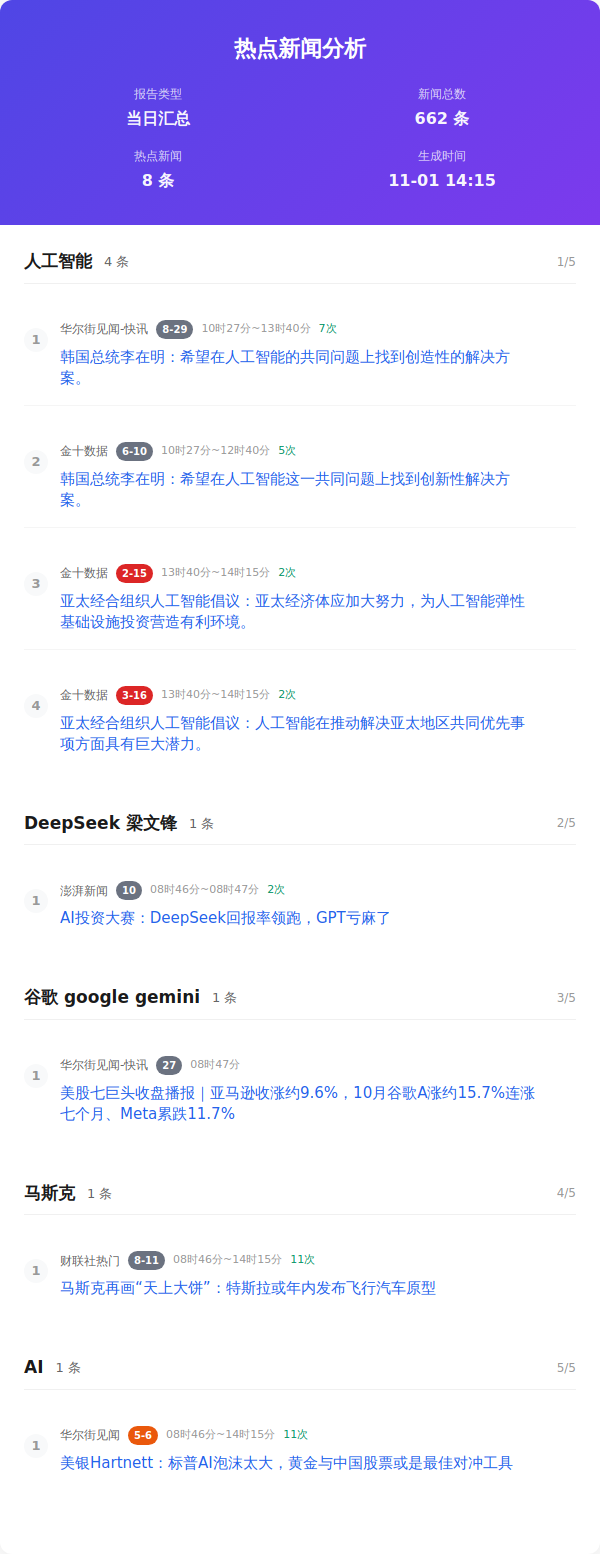 热点新闻分析
报告类型
当日汇总
新闻总数
662 条
热点新闻
8 条
生成时间
11-01 14:15
人工智能 4 条 1/5
1
华尔街见闻-快讯 8-29 10时27分~13时40分 7次
韩国总统李在明：希望在人工智能的共同问题上找到创造性的解决方
案。
2
金十数据 6-10 10时27分~12时40分 5次
韩国总统李在明：希望在人工智能这一共同问题上找到创新性解决方
案。
3
金十数据 2-15 13时40分~14时15分 2次
亚太经合组织人工智能倡议：亚太经济体应加大努力，为人工智能弹性
基础设施投资营造有利环境。
4
金十数据 3-16 13时40分~14时15分 2次
亚太经合组织人工智能倡议：人工智能在推动解决亚太地区共同优先事
项方面具有巨大潜力。
DeepSeek 梁文锋 1 条 2/5
1
澎湃新闻 10 08时46分~08时47分 2次
AI投资大赛：DeepSeek回报率领跑，GPT亏麻了
谷歌 google gemini 1 条 3/5
1
华尔街见闻-快讯 27 08时47分
美股七巨头收盘播报｜亚马逊收涨约9.6%，10月谷歌A涨约15.7%连涨
七个月、Meta累跌11.7%
马斯克 1 条 4/5
1
财联社热门 8-11 08时46分~14时15分 11次
马斯克再画“天上大饼”：特斯拉或年内发布飞行汽车原型
AI 1 条 5/5
1
华尔街见闻 5-6 08时46分~14时15分 11次
美银Hartnett：标普AI泡沫太大，黄金与中国股票或是最佳对冲工具